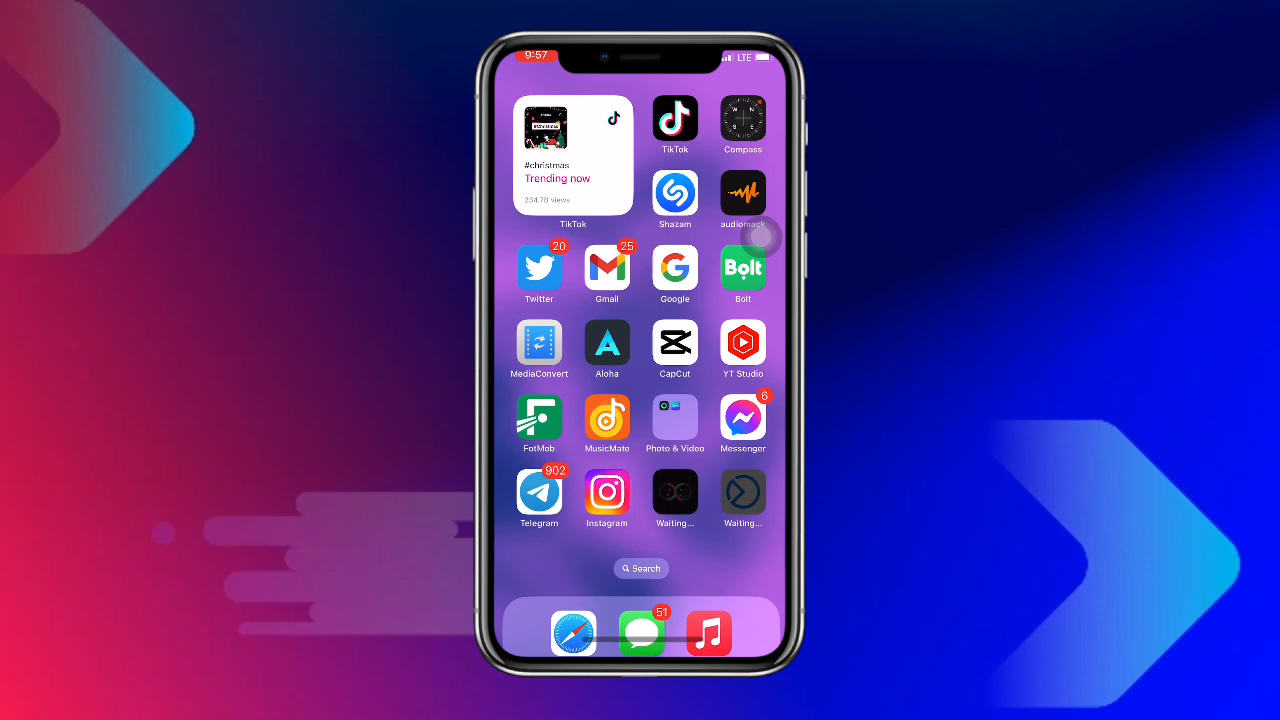 9:57
LTE
#Christmas
#christmas
Trending now
234.7B views
TikTok
TikTok
W N
S E
Compass
Shazam
audiomack
20
Twitter
25
Gmail
Google
Bolt
Bolt
MediaConvert
Aloha
CapCut
YT Studio
FotMob
MusicMate
Photo & Video
6
Messenger
902
Telegram
Instagram
Waiting...
Waiting...
Search
51